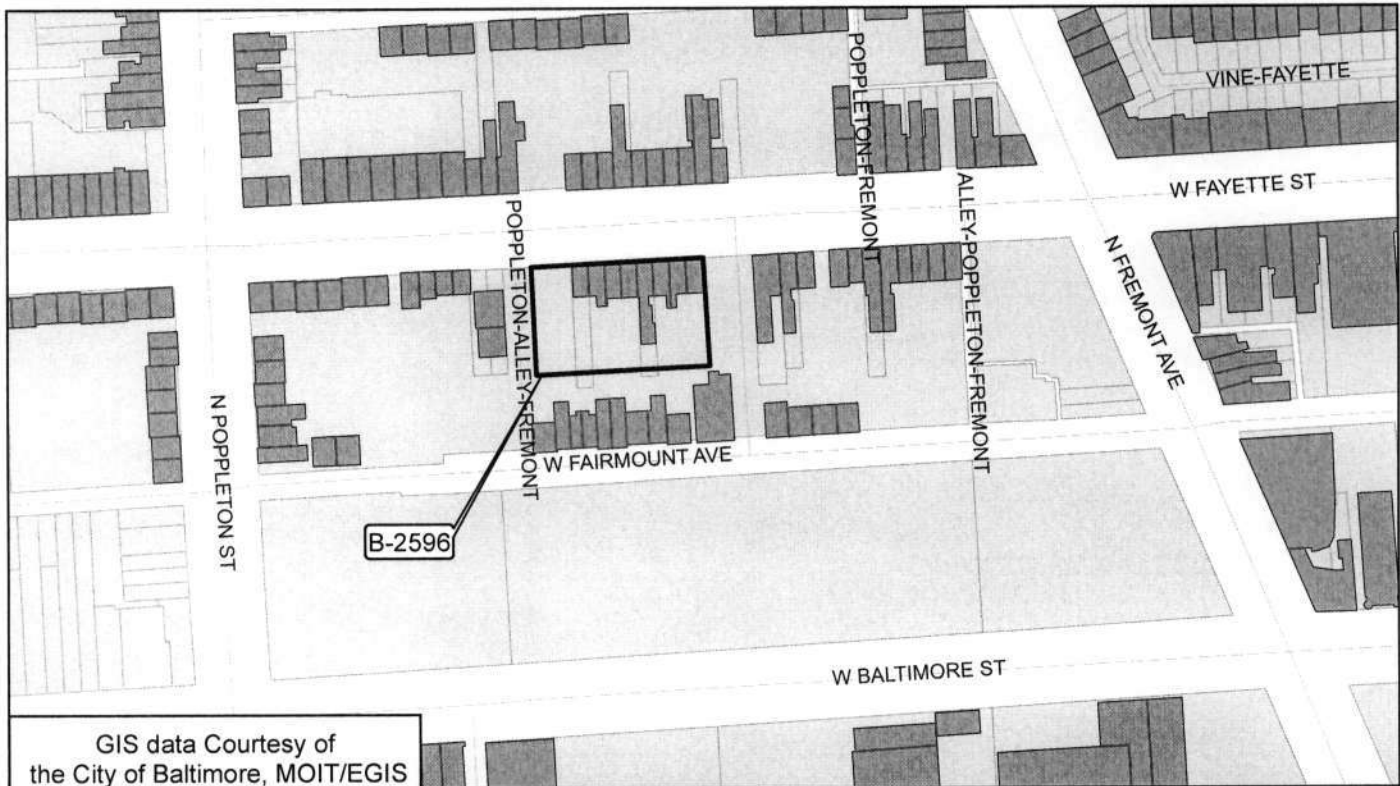 VINE-FAYETTE
POPPLETON-FREMONT
W FAYETTE ST
POPPLETON-ALLEY-FREMONT
ALLEY-POPPLETON-FREMONT
N FREMONT AVE
N POPPLETON ST
W FAIRMOUNT AVE
B-2596
W BALTIMORE ST
GIS data Courtesy of
the City of Baltimore, MOIT/EGIS